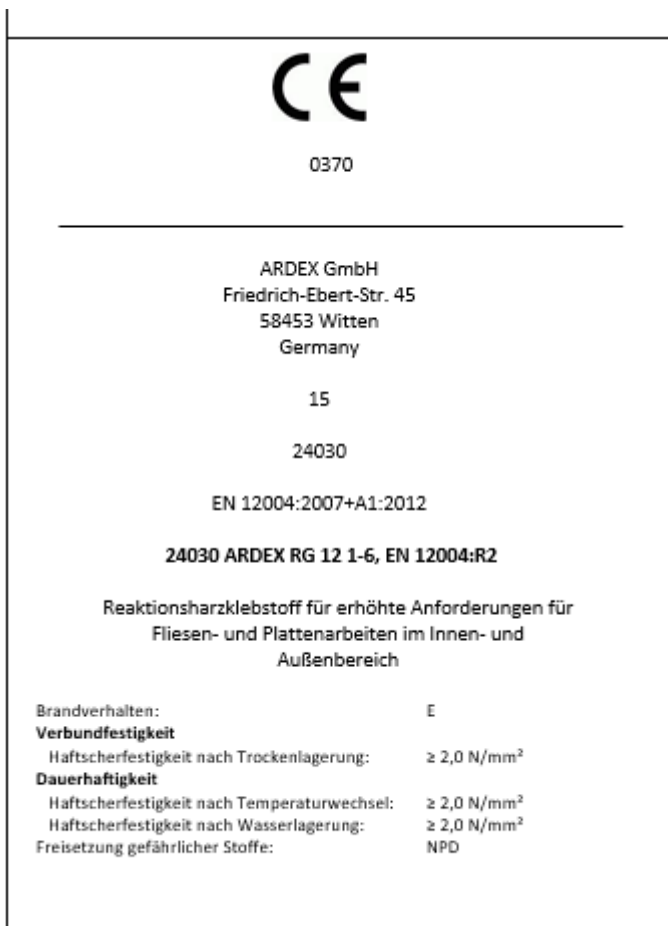 CE
0370
ARDEX GmbH
Friedrich-Ebert-Str. 45
58453 Witten
Germany
15
24030
EN 12004:2007+A1:2012
24030 ARDEX RG 12 1-6, EN 12004:R2
Reaktionsharzklebstoff für erhöhte Anforderungen für
Fliesen- und Plattenarbeiten im Innen- und
Außenbereich
Brandverhalten: E
Verbundfestigkeit
Haftscherfestigkeit nach Trockenlagerung: ≥ 2,0 N/mm²
Dauerhaftigkeit
Haftscherfestigkeit nach Temperaturwechsel: ≥ 2,0 N/mm²
Haftscherfestigkeit nach Wasserlagerung: ≥ 2,0 N/mm²
Freisetzung gefährlicher Stoffe: NPD